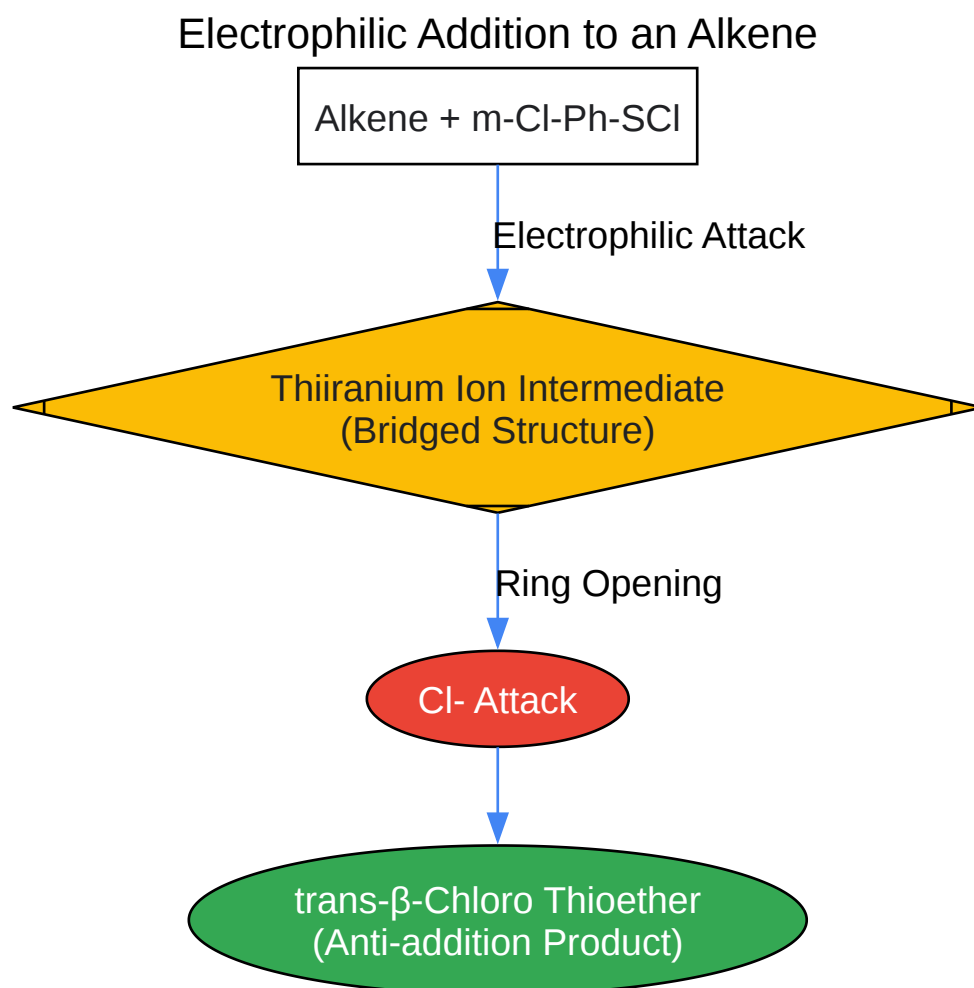 Electrophilic Addition to an Alkene
Alkene + m-Cl-Ph-SCl
Electrophilic Attack
Thiiranium Ion Intermediate
(Bridged Structure)
Ring Opening
Cl- Attack
trans-β-Chloro Thioether
(Anti-addition Product)